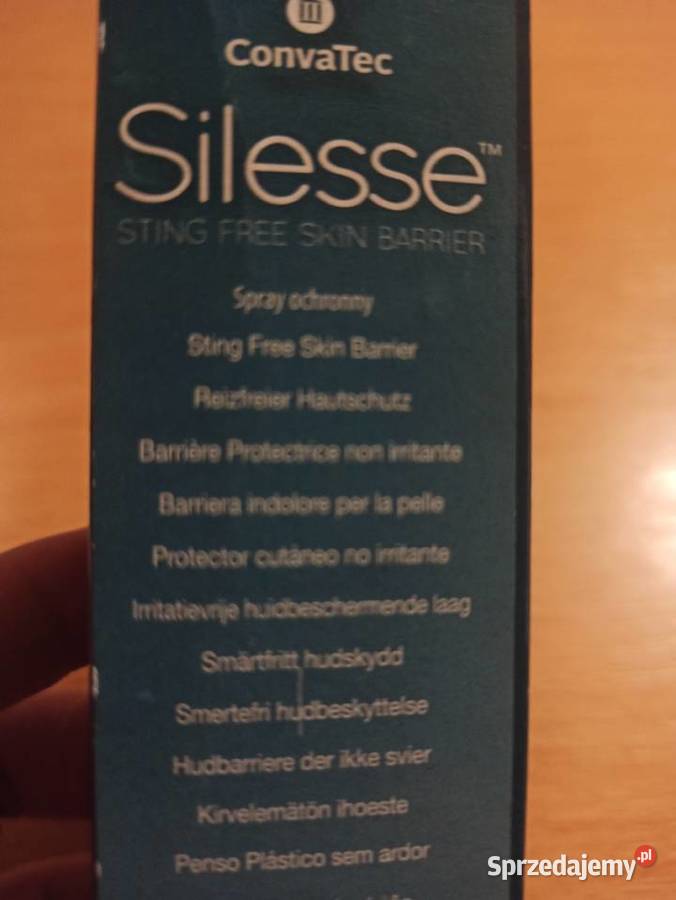 ConvaTec
Silesse™
STING FREE SKIN BARRIER
Spray ochronny
Sting Free Skin Barrier
Reizfreier Hautschutz
Barrière Protectrice non irritante
Barriera indolore per la pelle
Protector cutáneo no irritante
Irritatievrije huidbeschermende laag
Smärtfritt hudskydd
Smertefri hudbeskyttelse
Hudbarriere der ikke svier
Kirvelemätön ihoeste
Penso Plástico sem ardor
Sprzedajemy.pl